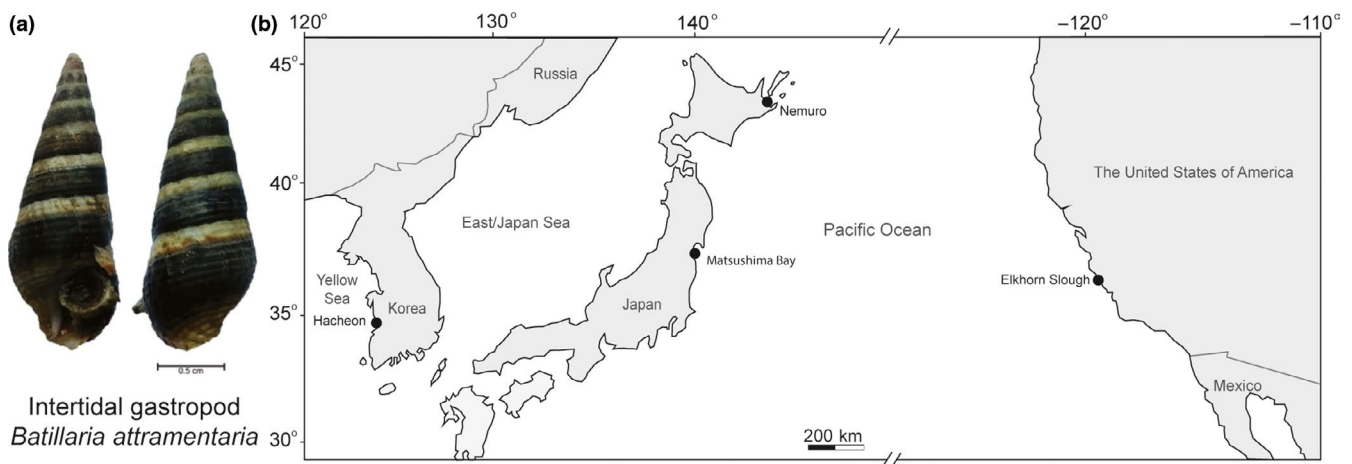 (a)
(b)
120°
130°
140°
−120°
−110°
45°
40°
35°
30°
Russia
Nemuro
The United States of America
East/Japan Sea
Pacific Ocean
Matsushima Bay
Yellow
Sea
Korea
Hacheon
Japan
Elkhorn Slough
Mexico
200 km
0.5 cm
Intertidal gastropod
Batillaria attramentaria